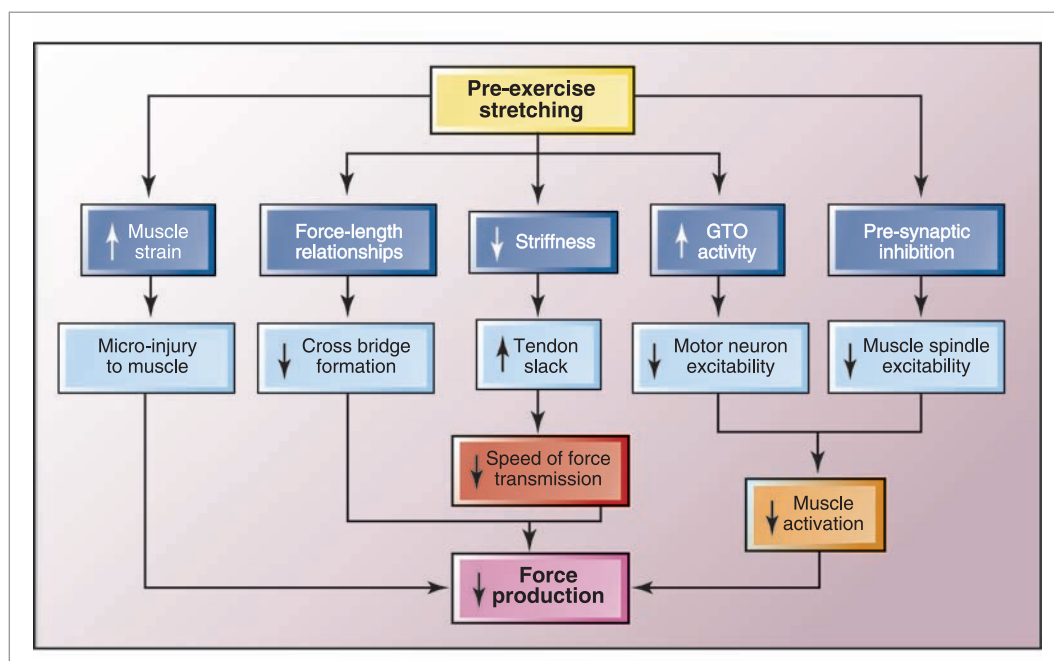 Pre-exercise
stretching
Muscle
strain
Force-length
relationships
Striffness
GTO
activity
Pre-synaptic
inhibition
Micro-injury
to muscle
Cross bridge
formation
Tendon
slack
Motor neuron
excitability
Muscle spindle
excitability
Speed of force
transmission
Muscle
activation
Force
production